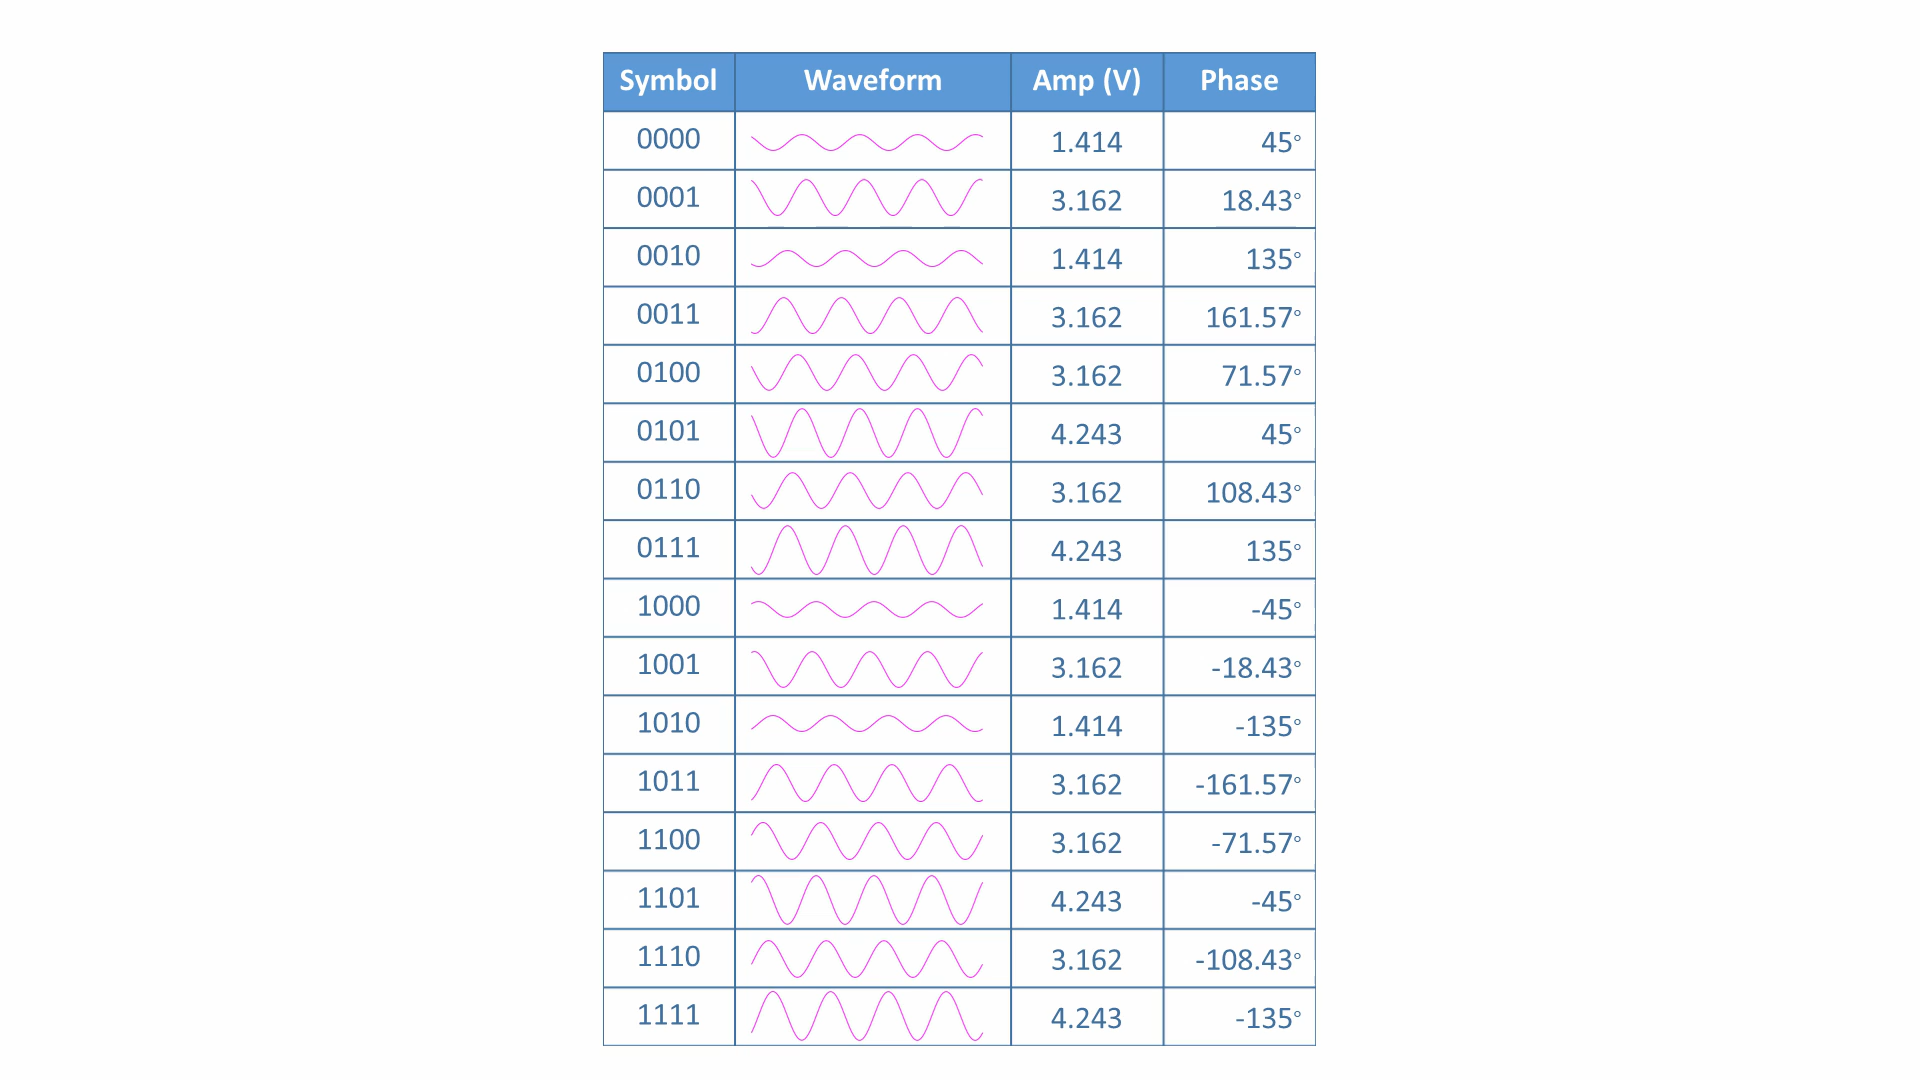 Symbol Waveform Amp (V) Phase
0000 1.414 45°
0001 3.162 18.43°
0010 1.414 135°
0011 3.162 161.57°
0100 3.162 71.57°
0101 4.243 45°
0110 3.162 108.43°
0111 4.243 135°
1000 1.414 -45°
1001 3.162 -18.43°
1010 1.414 -135°
1011 3.162 -161.57°
1100 3.162 -71.57°
1101 4.243 -45°
1110 3.162 -108.43°
1111 4.243 -135°